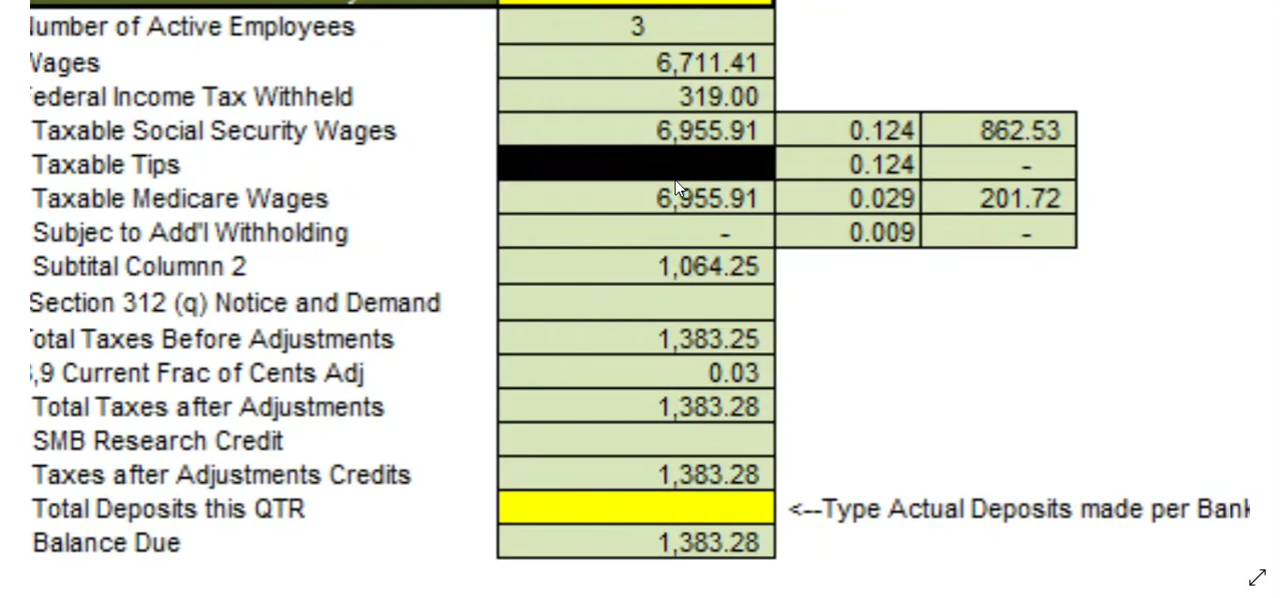 Number of Active Employees 3
Wages 6,711.41
Federal Income Tax Withheld 319.00
Taxable Social Security Wages 6,955.91 0.124 862.53
Taxable Tips 0.124 -
Taxable Medicare Wages 6,955.91 0.029 201.72
Subjec to Add'l Withholding - 0.009 -
Subtital Columnn 2 1,064.25
Section 312 (q) Notice and Demand
Total Taxes Before Adjustments 1,383.25
,9 Current Frac of Cents Adj 0.03
Total Taxes after Adjustments 1,383.28
SMB Research Credit
Taxes after Adjustments Credits 1,383.28
Total Deposits this QTR <--Type Actual Deposits made per Bank
Balance Due 1,383.28